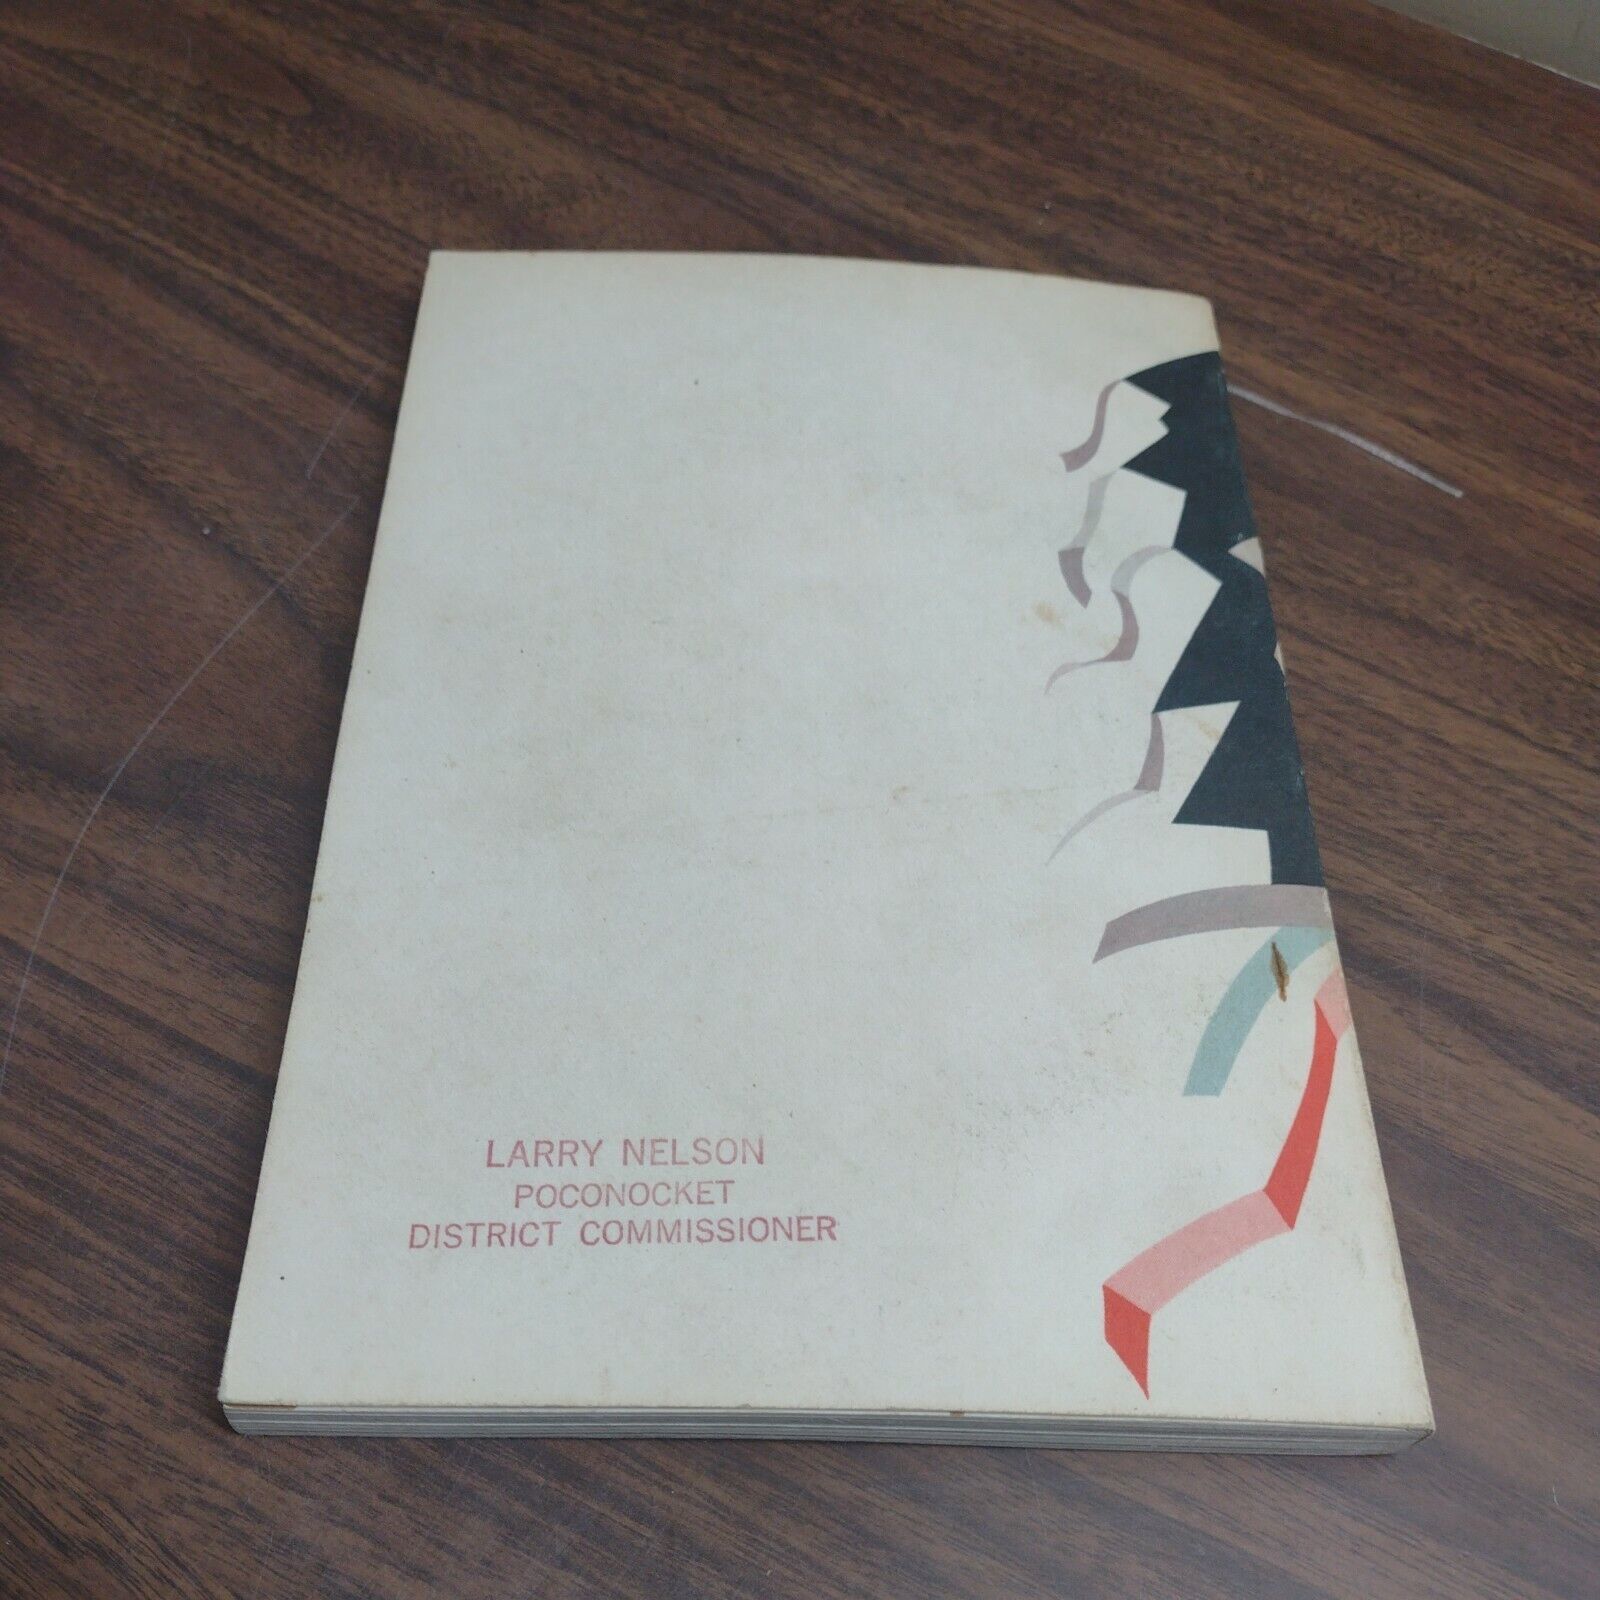 LARRY NELSON
POCONOCKET
DISTRICT COMMISSIONER